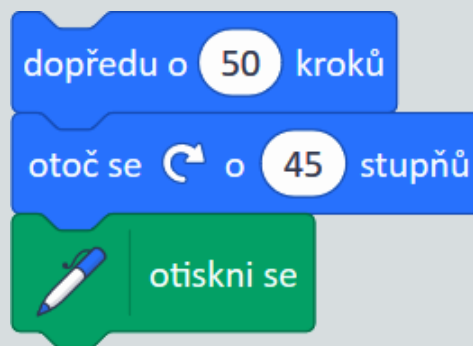 dopředu o 50 kroků
otoč se o 45 stupňů
otiskni se